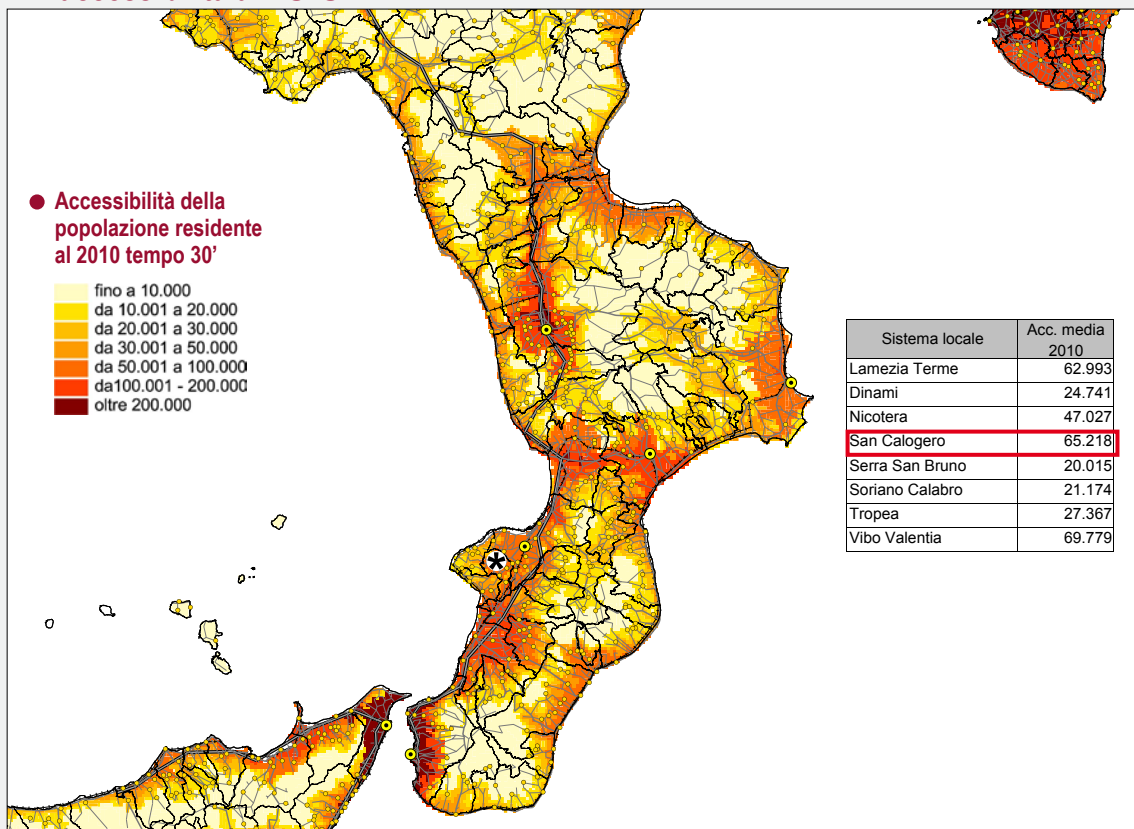 ● Accessibilità della
popolazione residente
al 2010 tempo 30'
fino a 10.000
da 10.001 a 20.000
da 20.001 a 30.000
da 30.001 a 50.000
da 50.001 a 100.000
da100.001 - 200.000
oltre 200.000
Sistema locale Acc. media 2010
Lamezia Terme 62.993
Dinami 24.741
Nicotera 47.027
San Calogero 65.218
Serra San Bruno 20.015
Soriano Calabro 21.174
Tropea 27.367
Vibo Valentia 69.779
*